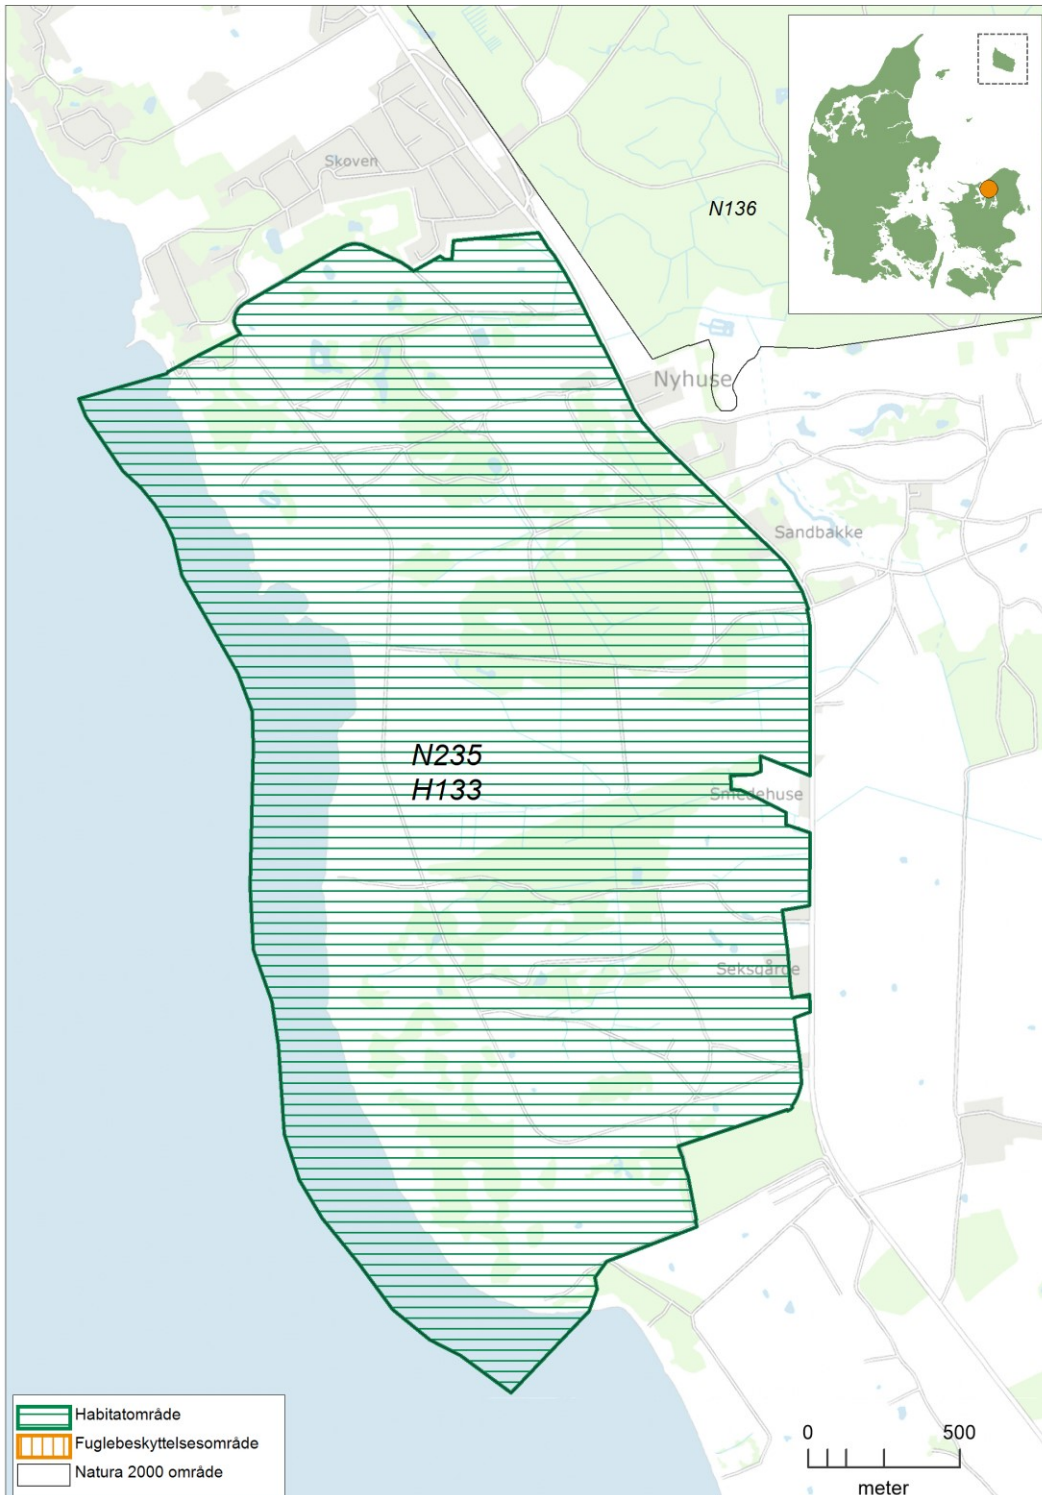 Skoven
N136
Nyhuse
Sandbakke
N235
H133
Smedehuse
Seksgårde
Habitatområde
Fuglebeskyttelsesområde
Natura 2000 område
0 500
meter